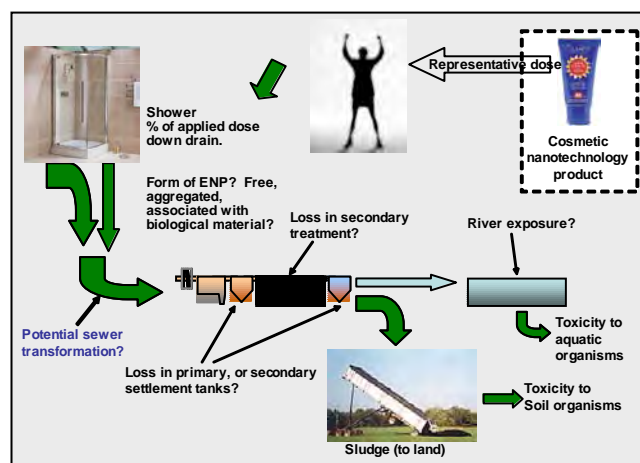 Representative dose
Cosmetic
nanotechnology
product
Shower
% of applied dose
down drain.
Form of ENP? Free,
aggregated,
associated with
biological material?
Loss in secondary
treatment?
River exposure?
Potential sewer
transformation?
Loss in primary, or secondary
settlement tanks?
Toxicity to
aquatic
organisms
Toxicity to
Soil organisms
Sludge (to land)